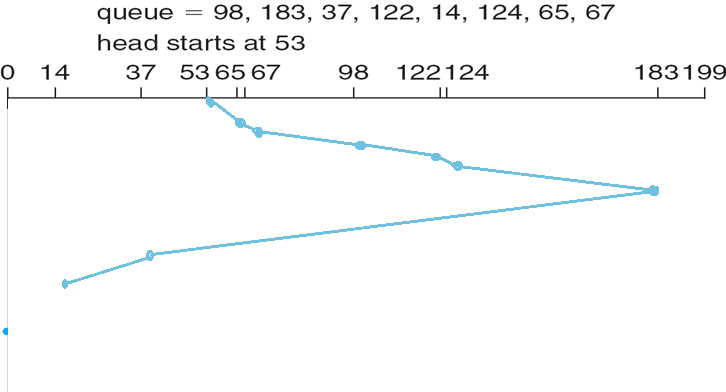 queue = 98, 183, 37, 122, 14, 124, 65, 67
head starts at 53
0 14 37 53 65 67 98 122 124 183 199